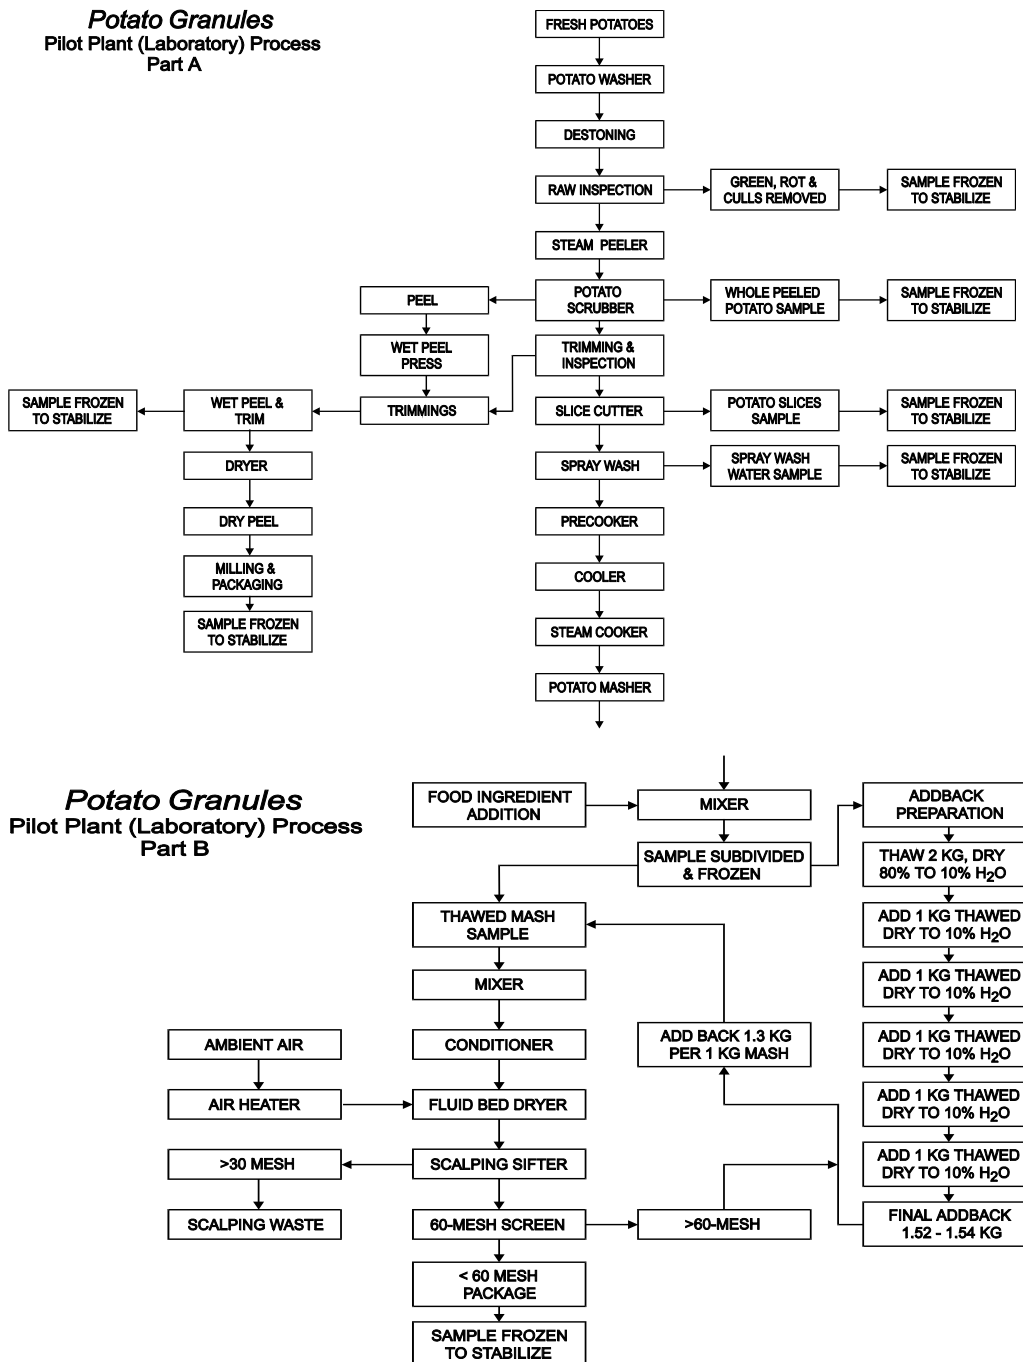 Potato Granules
Pilot Plant (Laboratory) Process
Part A
FRESH POTATOES
POTATO WASHER
DESTONING
RAW INSPECTION
GREEN, ROT &
CULLS REMOVED
SAMPLE FROZEN
TO STABILIZE
STEAM PEELER
PEEL
POTATO
SCRUBBER
WHOLE PEELED
POTATO SAMPLE
SAMPLE FROZEN
TO STABILIZE
WET PEEL
PRESS
TRIMMING &
INSPECTION
SAMPLE FROZEN
TO STABILIZE
WET PEEL &
TRIM
TRIMMINGS
SLICE CUTTER
POTATO SLICES
SAMPLE
SAMPLE FROZEN
TO STABILIZE
DRYER
SPRAY WASH
SPRAY WASH
WATER SAMPLE
SAMPLE FROZEN
TO STABILIZE
DRY PEEL
PRECOOKER
MILLING &
PACKAGING
COOLER
SAMPLE FROZEN
TO STABILIZE
STEAM COOKER
POTATO MASHER
Potato Granules
Pilot Plant (Laboratory) Process
Part B
FOOD INGREDIENT
ADDITION
MIXER
ADDBACK
PREPARATION
SAMPLE SUBDIVIDED
& FROZEN
THAW 2 KG, DRY
80% TO 10% H₂O
THAWED MASH
SAMPLE
ADD 1 KG THAWED
DRY TO 10% H₂O
MIXER
ADD 1 KG THAWED
DRY TO 10% H₂O
AMBIENT AIR
CONDITIONER
ADD BACK 1.3 KG
PER 1 KG MASH
ADD 1 KG THAWED
DRY TO 10% H₂O
AIR HEATER
FLUID BED DRYER
ADD 1 KG THAWED
DRY TO 10% H₂O
>30 MESH
SCALPING SIFTER
ADD 1 KG THAWED
DRY TO 10% H₂O
SCALPING WASTE
60-MESH SCREEN
>60-MESH
FINAL ADDBACK
1.52 - 1.54 KG
< 60 MESH
PACKAGE
SAMPLE FROZEN
TO STABILIZE